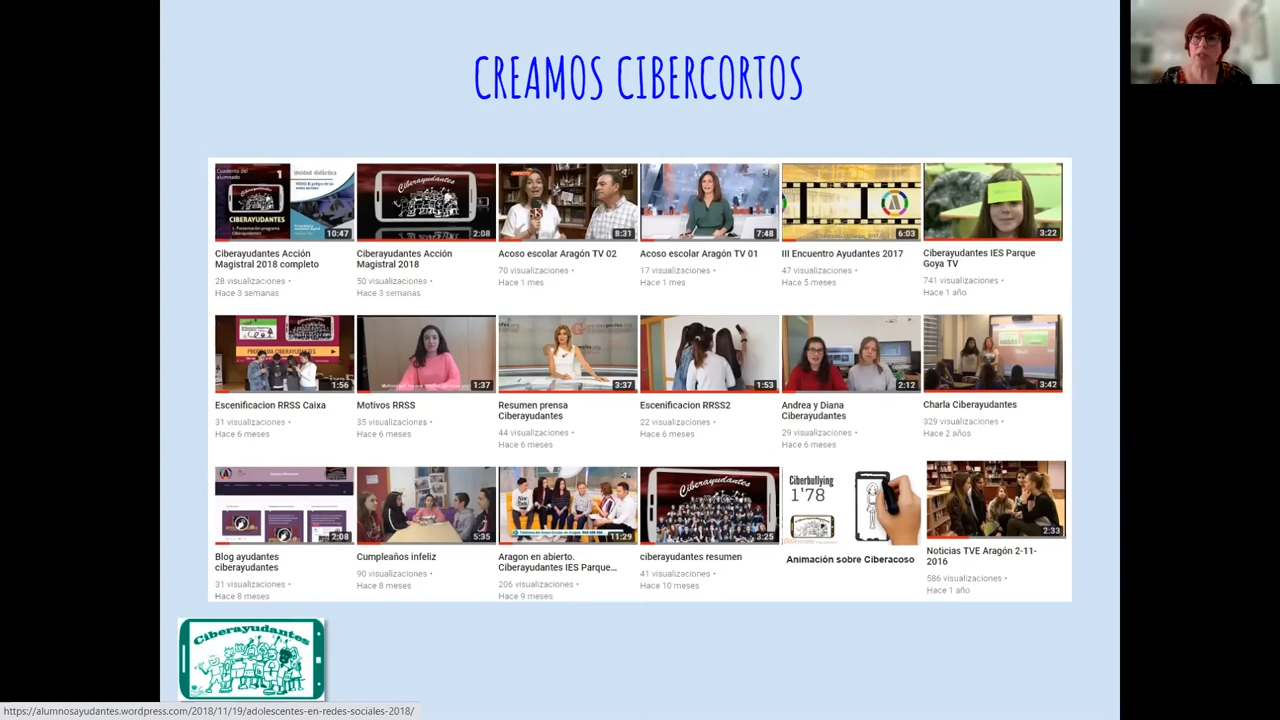 CREAMOS CIBERCORTOS
Cuaderno del alumnado
1
Unidad didáctica
CIBERAYUDANTES
10:47
Ciberayudantes
2:08
8:31
7:48
6:03
3:22
Ciberayudantes Acción
Magistral 2018 completo
28 visualizaciones •
Hace 3 semanas
Ciberayudantes Acción
Magistral 2018
50 visualizaciones •
Hace 3 semanas
Acoso escolar Aragón TV 02
70 visualizaciones •
Hace 1 mes
Acoso escolar Aragón TV 01
17 visualizaciones •
Hace 1 mes
III Encuentro Ayudantes 2017
47 visualizaciones •
Hace 5 meses
Ciberayudantes IES Parque
Goya TV
741 visualizaciones •
Hace 1 año
1:56
1:37
3:37
1:53
2:12
3:42
Escenificacion RRSS Caixa
31 visualizaciones •
Hace 6 meses
Motivos RRSS
35 visualizaciones •
Hace 6 meses
Resumen prensa
Ciberayudantes
44 visualizaciones •
Hace 6 meses
Escenificacion RRSS2
22 visualizaciones •
Hace 6 meses
Andrea y Diana
Ciberayudantes
29 visualizaciones •
Hace 6 meses
Charla Ciberayudantes
329 visualizaciones •
Hace 2 años
2:08
5:35
11:29
Ciberayudantes
3:25
Ciberbullying
1'78
2:33
Blog ayudantes
ciberayudantes
31 visualizaciones •
Hace 8 meses
Cumpleaños infeliz
90 visualizaciones •
Hace 8 meses
Aragon en abierto.
Ciberayudantes IES Parque...
206 visualizaciones •
Hace 9 meses
ciberayudantes resumen
41 visualizaciones •
Hace 10 meses
Animación sobre Ciberacoso
Noticias TVE Aragón 2-11-
2016
586 visualizaciones •
Hace 1 año
Ciberayudantes
https://alumnosayudantes.wordpress.com/2018/11/19/adolescentes-en-redes-sociales-2018/